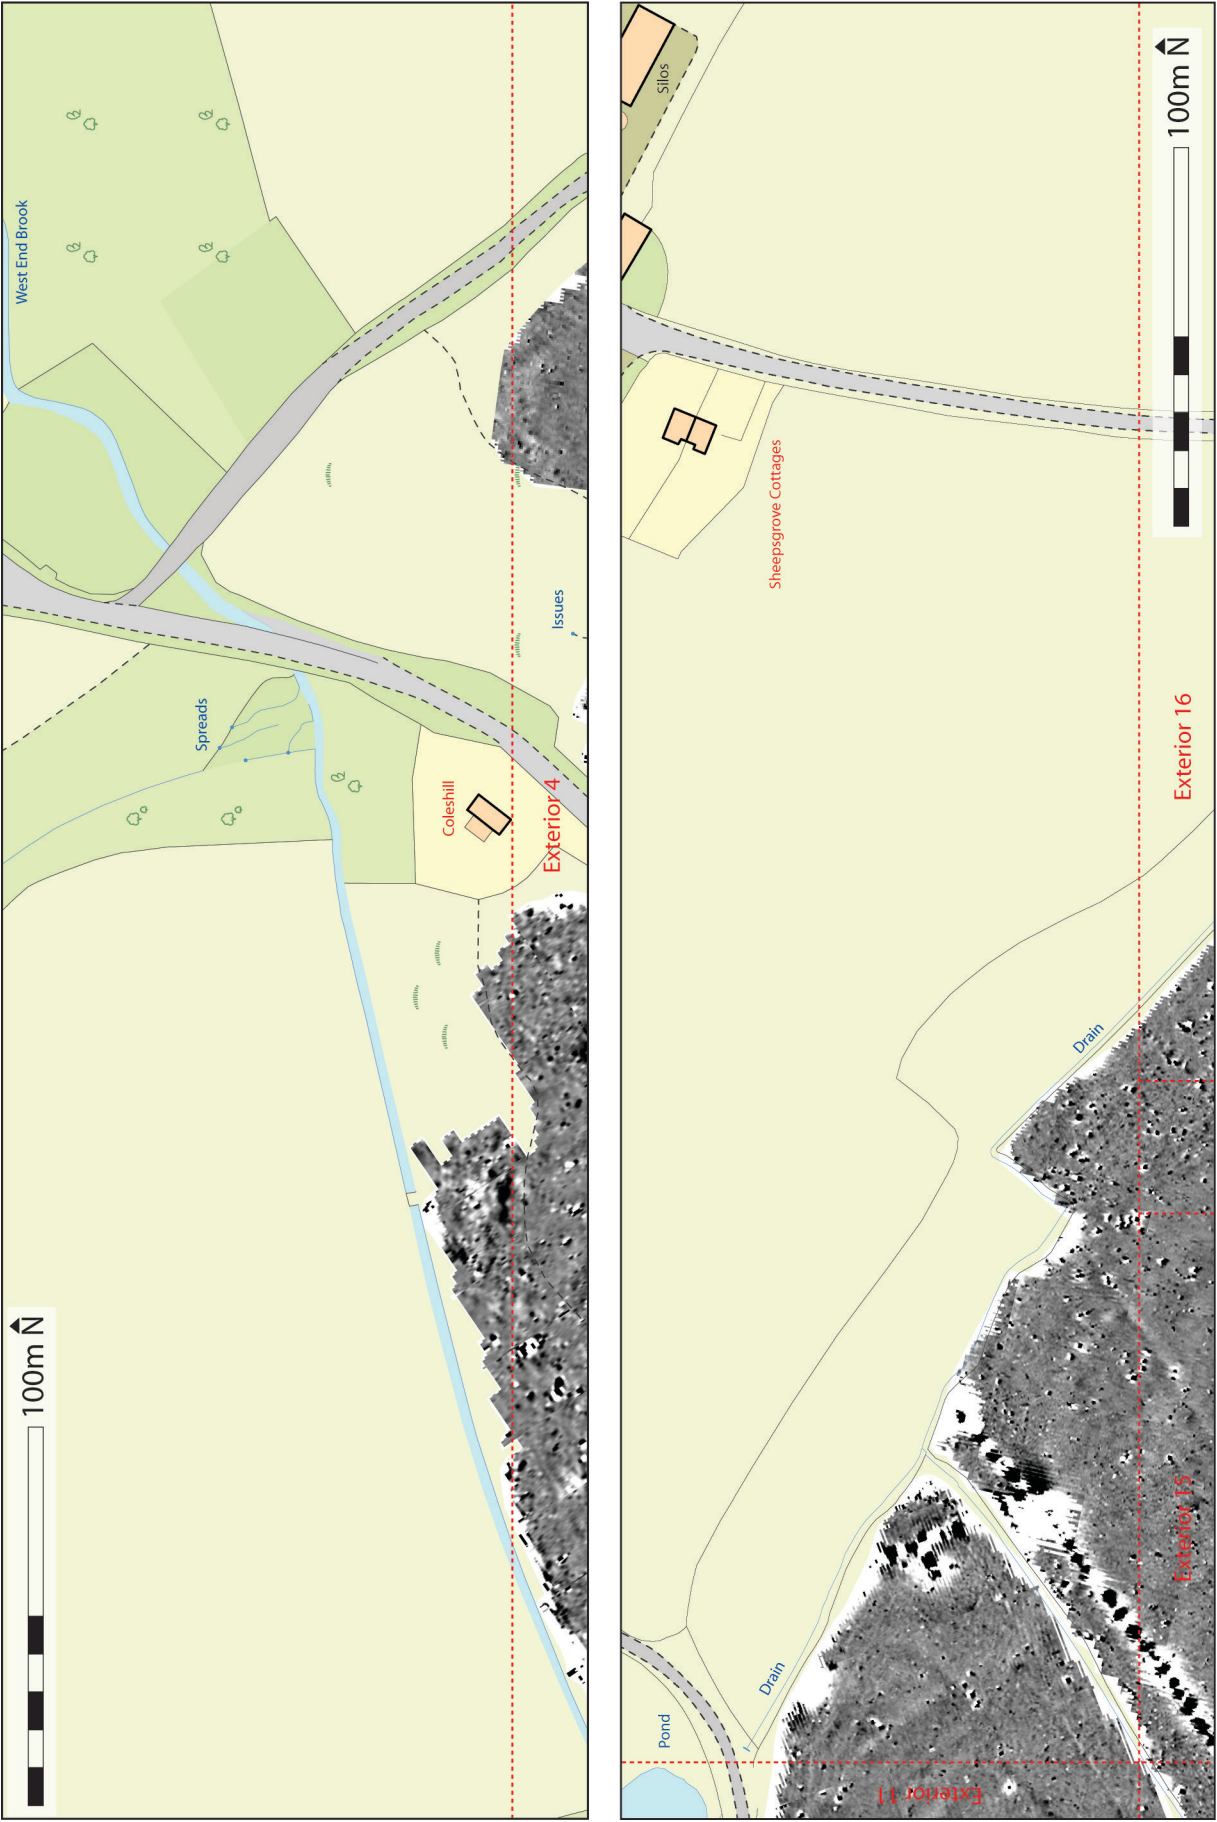 West End Brook
Spreads
Issues
Coleshill
Exterior 4
100m N
Silos
100m N
Sheepsgrove Cottages
Exterior 16
Drain
Exterior 15
Drain
Pond
Exterior 11